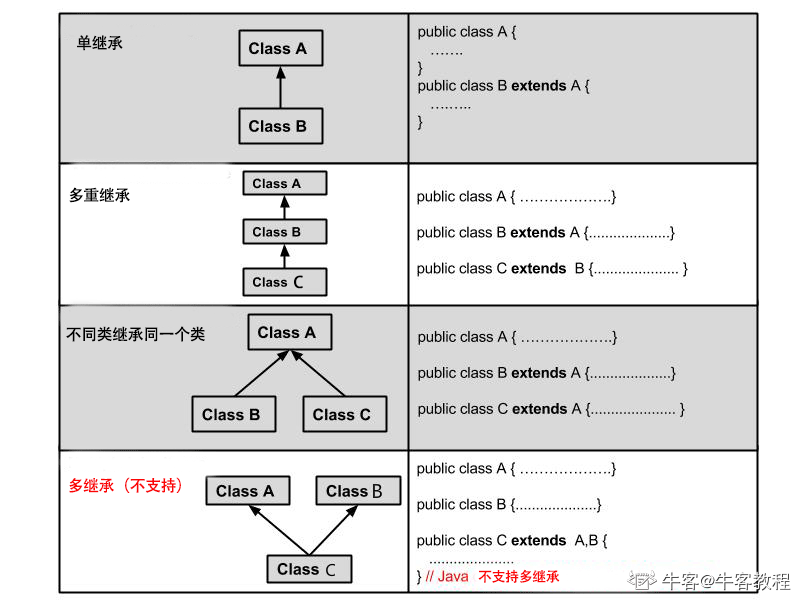 单继承
Class A
Class B
public class A {
.......
}
public class B extends A {
........
}
多重继承
Class A
Class B
Class C
public class A { ...................}
public class B extends A {....................}
public class C extends B {..................... }
不同类继承同一个类
Class A
Class B
Class C
public class A { ...................}
public class B extends A {....................}
public class C extends A {..................... }
多继承（不支持）
Class A
Class B
Class C
public class A { ...................}
public class B {....................}
public class C extends A,B {
.....................
} // Java 不支持多继承
牛客@牛客教程